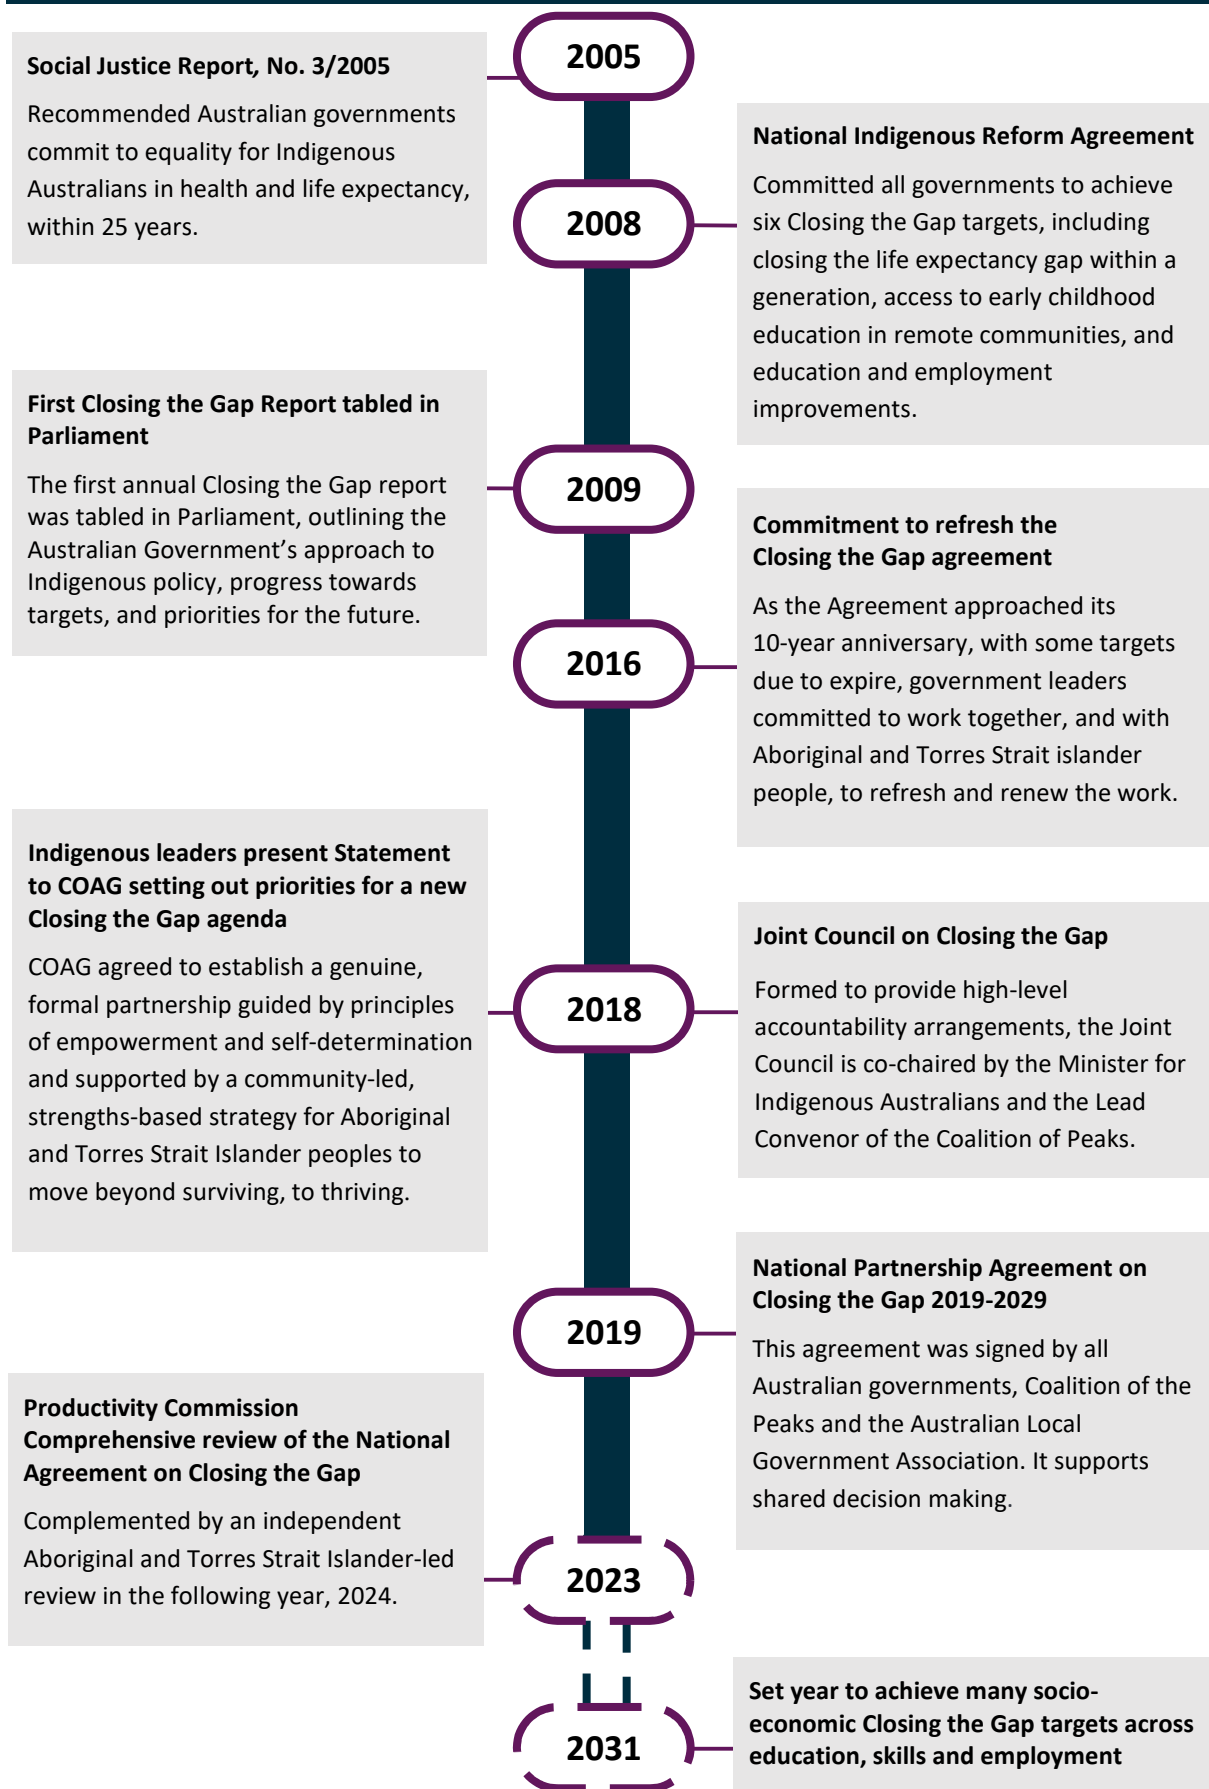 2005
Social Justice Report, No. 3/2005
Recommended Australian governments
commit to equality for Indigenous
Australians in health and life expectancy,
within 25 years.
2008
National Indigenous Reform Agreement
Committed all governments to achieve
six Closing the Gap targets, including
closing the life expectancy gap within a
generation, access to early childhood
education in remote communities, and
education and employment
improvements.
2009
First Closing the Gap Report tabled in
Parliament
The first annual Closing the Gap report
was tabled in Parliament, outlining the
Australian Government’s approach to
Indigenous policy, progress towards
targets, and priorities for the future.
2016
Commitment to refresh the
Closing the Gap agreement
As the Agreement approached its
10-year anniversary, with some targets
due to expire, government leaders
committed to work together, and with
Aboriginal and Torres Strait islander
people, to refresh and renew the work.
2018
Indigenous leaders present Statement
to COAG setting out priorities for a new
Closing the Gap agenda
COAG agreed to establish a genuine,
formal partnership guided by principles
of empowerment and self-determination
and supported by a community-led,
strengths-based strategy for Aboriginal
and Torres Strait Islander peoples to
move beyond surviving, to thriving.
Joint Council on Closing the Gap
Formed to provide high-level
accountability arrangements, the Joint
Council is co-chaired by the Minister for
Indigenous Australians and the Lead
Convenor of the Coalition of Peaks.
2019
National Partnership Agreement on
Closing the Gap 2019-2029
This agreement was signed by all
Australian governments, Coalition of the
Peaks and the Australian Local
Government Association. It supports
shared decision making.
2023
Productivity Commission
Comprehensive review of the National
Agreement on Closing the Gap
Complemented by an independent
Aboriginal and Torres Strait Islander-led
review in the following year, 2024.
2031
Set year to achieve many socio-
economic Closing the Gap targets across
education, skills and employment